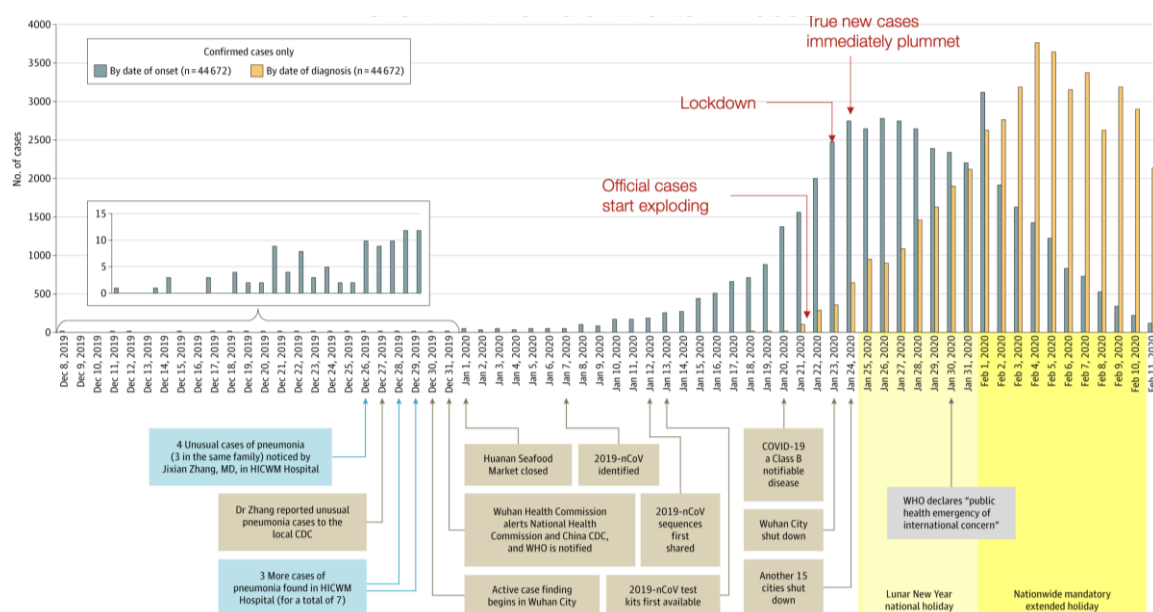 True new cases
immediately plummet
4000
3500
3000
2500
2000
1500
1000
500
0
No. of cases
Confirmed cases only
By date of onset (n=44 672)
By date of diagnosis (n=44 672)
Lockdown
Official cases
start exploding
15
10
5
0
Dec 8, 2019
Dec 9, 2019
Dec 10, 2019
Dec 11, 2019
Dec 12, 2019
Dec 13, 2019
Dec 14, 2019
Dec 15, 2019
Dec 16, 2019
Dec 17, 2019
Dec 18, 2019
Dec 19, 2019
Dec 20, 2019
Dec 21, 2019
Dec 22, 2019
Dec 23, 2019
Dec 24, 2019
Dec 25, 2019
Dec 26, 2019
Dec 27, 2019
Dec 28, 2019
Dec 29, 2019
Dec 30, 2019
Dec 31, 2019
Jan 1, 2020
Jan 2, 2020
Jan 3, 2020
Jan 4, 2020
Jan 5, 2020
Jan 6, 2020
Jan 7, 2020
Jan 8, 2020
Jan 9, 2020
Jan 10, 2020
Jan 11, 2020
Jan 12, 2020
Jan 13, 2020
Jan 14, 2020
Jan 15, 2020
Jan 16, 2020
Jan 17, 2020
Jan 18, 2020
Jan 19, 2020
Jan 20, 2020
Jan 21, 2020
Jan 22, 2020
Jan 23, 2020
Jan 24, 2020
Jan 25, 2020
Jan 26, 2020
Jan 27, 2020
Jan 28, 2020
Jan 29, 2020
Jan 30, 2020
Jan 31, 2020
Feb 1, 2020
Feb 2, 2020
Feb 3, 2020
Feb 4, 2020
Feb 5, 2020
Feb 6, 2020
Feb 7, 2020
Feb 8, 2020
Feb 9, 2020
Feb 10, 2020
Feb 11, 2020
4 Unusual cases of pneumonia
(3 in the same family) noticed by
Jixian Zhang, MD, in HICWM
Hospital
Dr Zhang reported unusual
pneumonia cases to the
local CDC
3 More cases of
pneumonia found in HICWM
Hospital (for a total of 7)
Huanan Seafood
Market closed
2019-nCoV
identified
Wuhan Health Commission
alerts National Health
Commission and China CDC,
and WHO is notified
2019-nCoV
sequences
first
shared
Active case finding
begins in Wuhan City
2019-nCoV test
kits first available
COVID-19
a Class B
notifiable
disease
Wuhan City
shut down
Another 15
cities shut
down
WHO declares “public
health emergency of
international concern”
Lunar New Year
national holiday
Nationwide mandatory
extended holiday